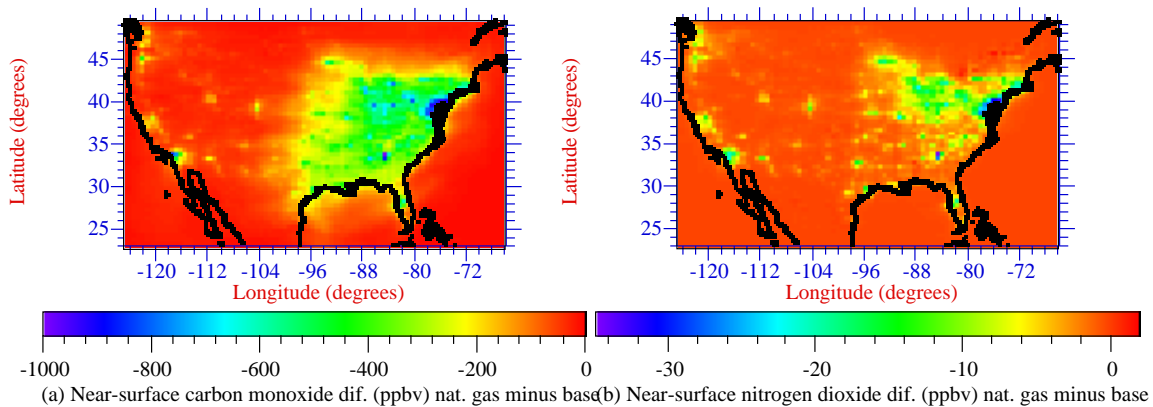 -120 -112 -104 -96 -88 -80 -72
45
40
35
30
25
Latitude (degrees)
Longitude (degrees)
-1000 -800 -600 -400 -200 0
(a) Near-surface carbon monoxide dif. (ppbv) nat. gas minus base
-120 -112 -104 -96 -88 -80 -72
45
40
35
30
25
Latitude (degrees)
Longitude (degrees)
-30 -20 -10 0
(b) Near-surface nitrogen dioxide dif. (ppbv) nat. gas minus base